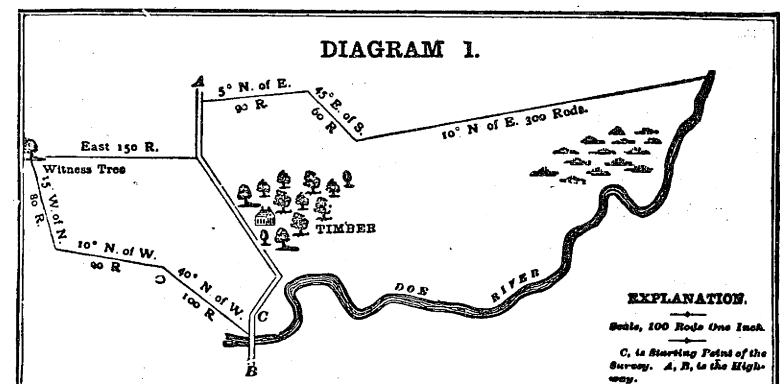 DIAGRAM 1.
A
5° N. of E.
90 R.
45° E. of S.
60 R
10° N of E. 300 Rods.
East 150 R.
Witness Tree
15° W. of N.
80 R.
TIMBER
10° N. of W.
90 R
C
40° N. of W.
100 R.
C
B
DOE RIVER
EXPLANATION.
Scale, 100 Rods One Inch.
C, is Starting Point of the
Survey. A, B, is the High-
way.